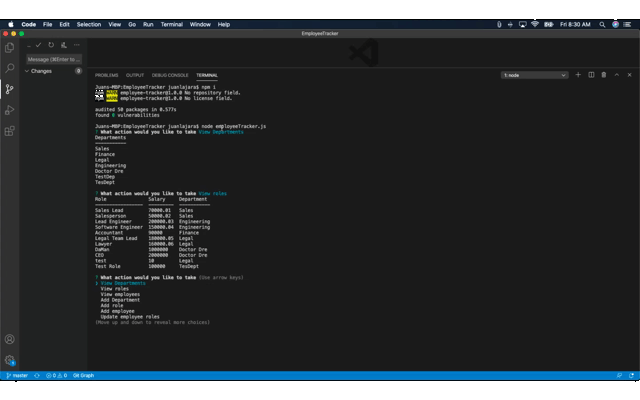 Code File Edit Selection View Go Run Terminal Window Help
Fri 8:30 AM
EmployeeTracker
Message (⌘Enter to ...
Changes
0
PROBLEMS OUTPUT DEBUG CONSOLE TERMINAL
1: node
Juans-MBP:EmployeeTracker juanlajara$ npm i
npm WARN employee-tracker@1.0.0 No repository field.
npm WARN employee-tracker@1.0.0 No license field.
audited 50 packages in 0.577s
found 0 vulnerabilities
Juans-MBP:EmployeeTracker juanlajara$ node employeeTracker.js
? What action would you like to take View Departments
Departments
-----------
Sales
Finance
Legal
Engineering
Doctor Dre
TestDep
TesDept
? What action would you like to take View roles
Role Salary Department
Sales Lead 70000.01 Sales
Salesperson 50000.02 Sales
Lead Engineer 200000.03 Engineering
Software Engineer 150000.04 Engineering
Accountant 90000 Finance
Legal Team Lead 160000.05 Legal
Lawyer 160000.06 Legal
DaMan 1000000 Doctor Dre
CEO 2000000 Doctor Dre
test 10 Legal
Test Role 100000 TesDept
? What action would you like to take (Use arrow keys)
❯ View Departments
View roles
View employees
Add Department
Add role
Add employee
Update employee roles
(Move up and down to reveal more choices)
master 0 0 Git Graph